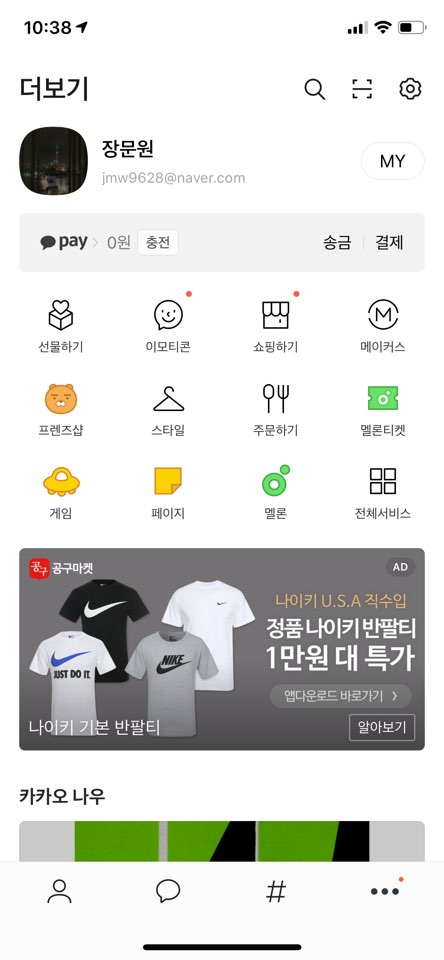 10:38
더보기
장문원
jmw9628@naver.com
MY
pay 0원 충전 송금 결제
선물하기 이모티콘 쇼핑하기 메이커스
프렌즈샵 스타일 주문하기 멜론티켓
게임 페이지 멜론 전체서비스
공구 공구마켓
AD
나이키 U.S.A 직수입
정품 나이키 반팔티
1만원 대 특가
앱다운로드 바로가기 >
JUST DO IT.
NIKE
나이키 기본 반팔티
알아보기
카카오 나우